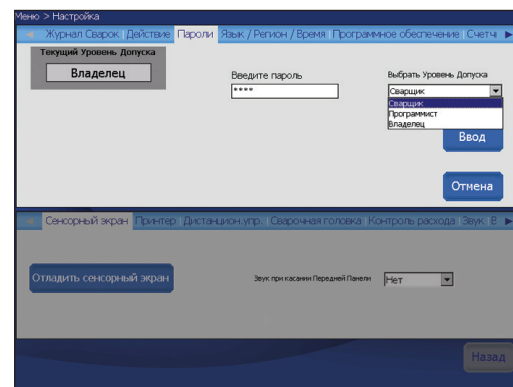 Меню > Настройка
Журнал Сварок Действие Пароли Язык / Регион / Время Программное обеспечение Счетч
Текущий Уровень Допуска
Владелец
Введите пароль
****
Выбрать Уровень Допуска
Сварщик
Сварщик
Программист
Владелец
Ввод
Отмена
Сенсорный экран Принтер Дистанцион.упр. Сварочная головка Контроль расхода Звук В
Отладить сенсорный экран
Звук при касании Передней Панели
Нет
Назад